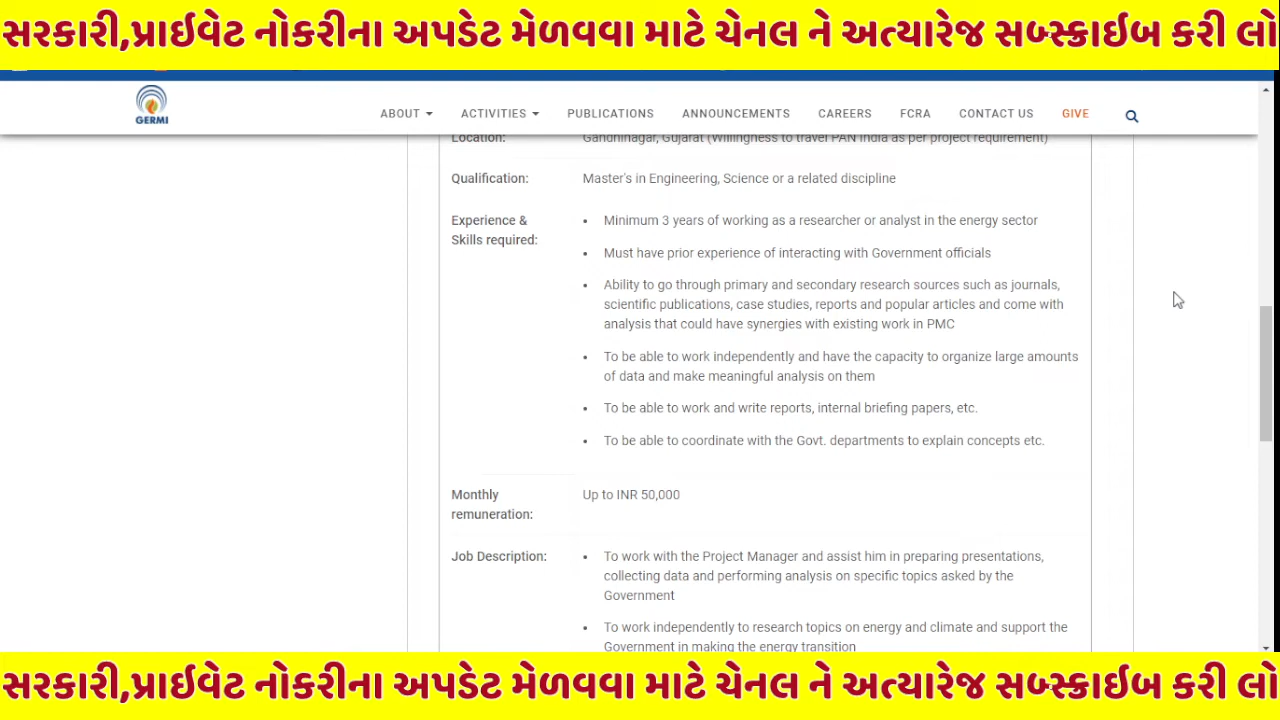 સરકારી,પ્રાઇવેટ નોકરીના અપડેટ મેળવવા માટે ચેનલ ને અત્યારેજ સબ્સ્ક્રાઇબ કરી લો
GERMI
ABOUT ACTIVITIES PUBLICATIONS ANNOUNCEMENTS CAREERS FCRA CONTACT US GIVE
Location: Gandhinagar, Gujarat (Willingness to travel PAN India as per project requirement)
Qualification: Master's in Engineering, Science or a related discipline
Experience & Skills required:
• Minimum 3 years of working as a researcher or analyst in the energy sector
• Must have prior experience of interacting with Government officials
• Ability to go through primary and secondary research sources such as journals,
scientific publications, case studies, reports and popular articles and come with
analysis that could have synergies with existing work in PMC
• To be able to work independently and have the capacity to organize large amounts
of data and make meaningful analysis on them
• To be able to work and write reports, internal briefing papers, etc.
• To be able to coordinate with the Govt. departments to explain concepts etc.
Monthly remuneration: Up to INR 50,000
Job Description:
• To work with the Project Manager and assist him in preparing presentations,
collecting data and performing analysis on specific topics asked by the
Government
• To work independently to research topics on energy and climate and support the
Government in making the energy transition
સરકારી,પ્રાઇવેટ નોકરીના અપડેટ મેળવવા માટે ચેનલ ને અત્યારેજ સબ્સ્ક્રાઇબ કરી લો